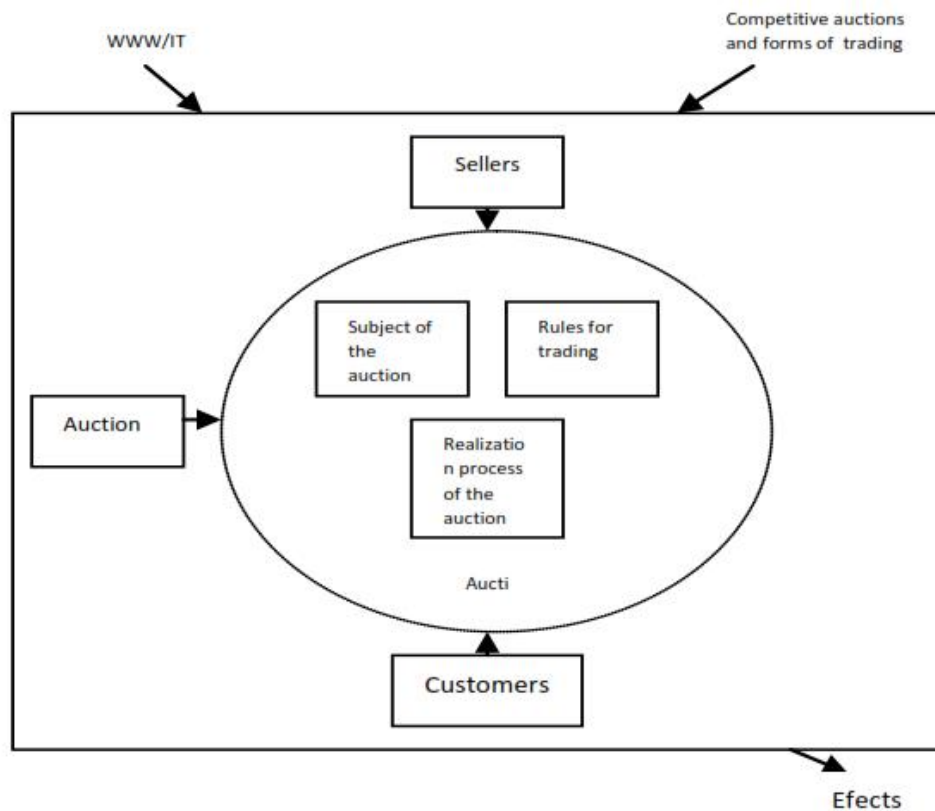 WWW/IT
Competitive auctions
and forms of trading
Sellers
Subject of
the
auction
Rules for
trading
Auction
Realizatio
n process
of the
auction
Aucti
Customers
Efects